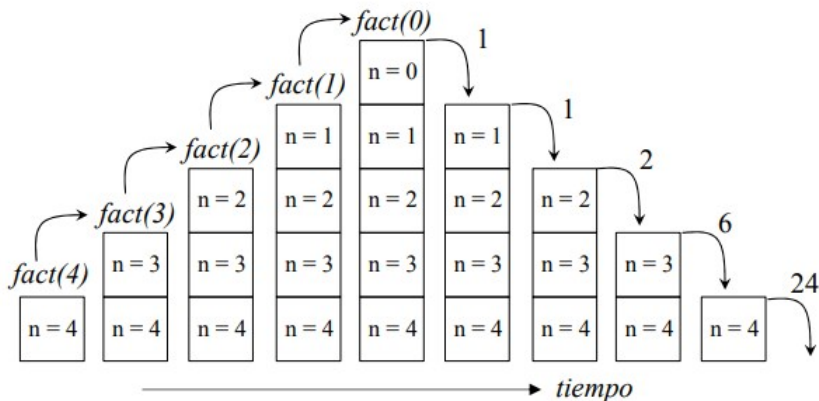 fact(0)
1
n = 0
fact(1)
1
n = 1 n = 1 n = 1
fact(2)
2
n = 2 n = 2 n = 2 n = 2 n = 2
fact(3)
6
n = 3 n = 3 n = 3 n = 3 n = 3 n = 3 n = 3
fact(4)
24
n = 4 n = 4 n = 4 n = 4 n = 4 n = 4 n = 4 n = 4 n = 4
tiempo